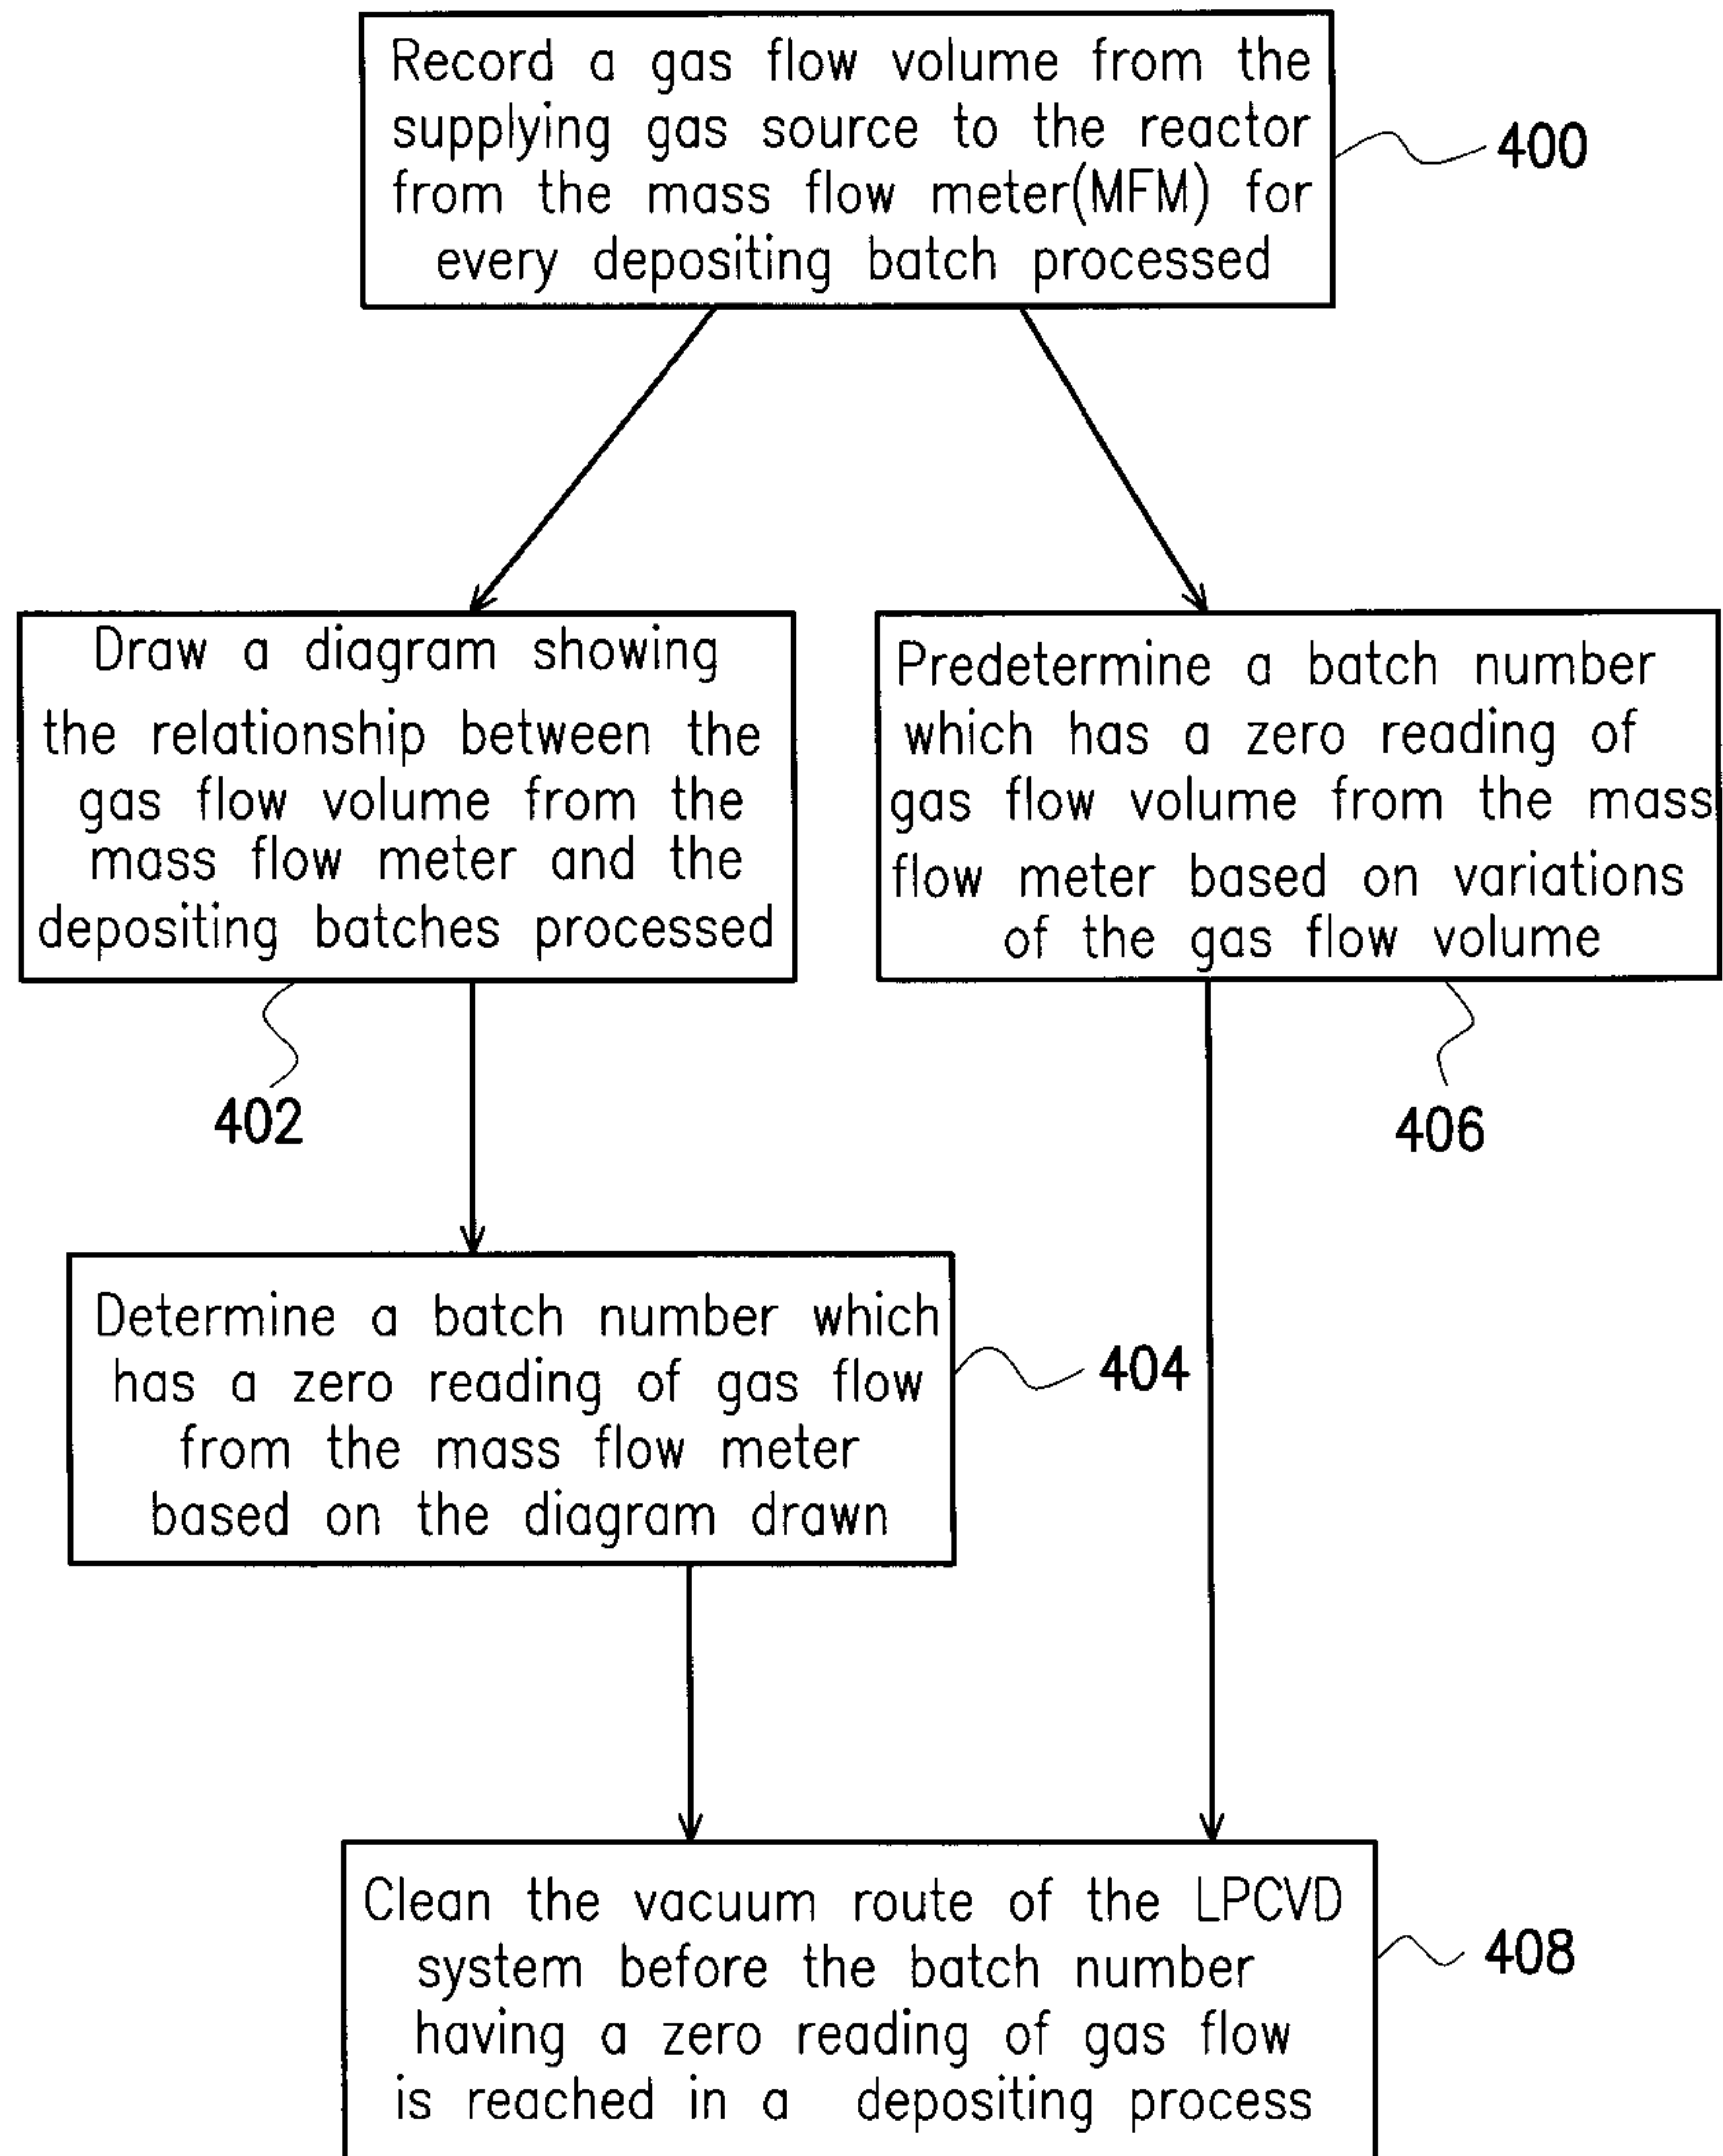 Record a gas flow volume from the
supplying gas source to the reactor
from the mass flow meter(MFM) for
every depositing batch processed
400
Draw a diagram showing
the relationship between the
gas flow volume from the
mass flow meter and the
depositing batches processed
402
Predetermine a batch number
which has a zero reading of
gas flow volume from the mass
flow meter based on variations
of the gas flow volume
406
Determine a batch number which
has a zero reading of gas flow
from the mass flow meter
based on the diagram drawn
404
Clean the vacuum route of the LPCVD
system before the batch number
having a zero reading of gas flow
is reached in a depositing process
408